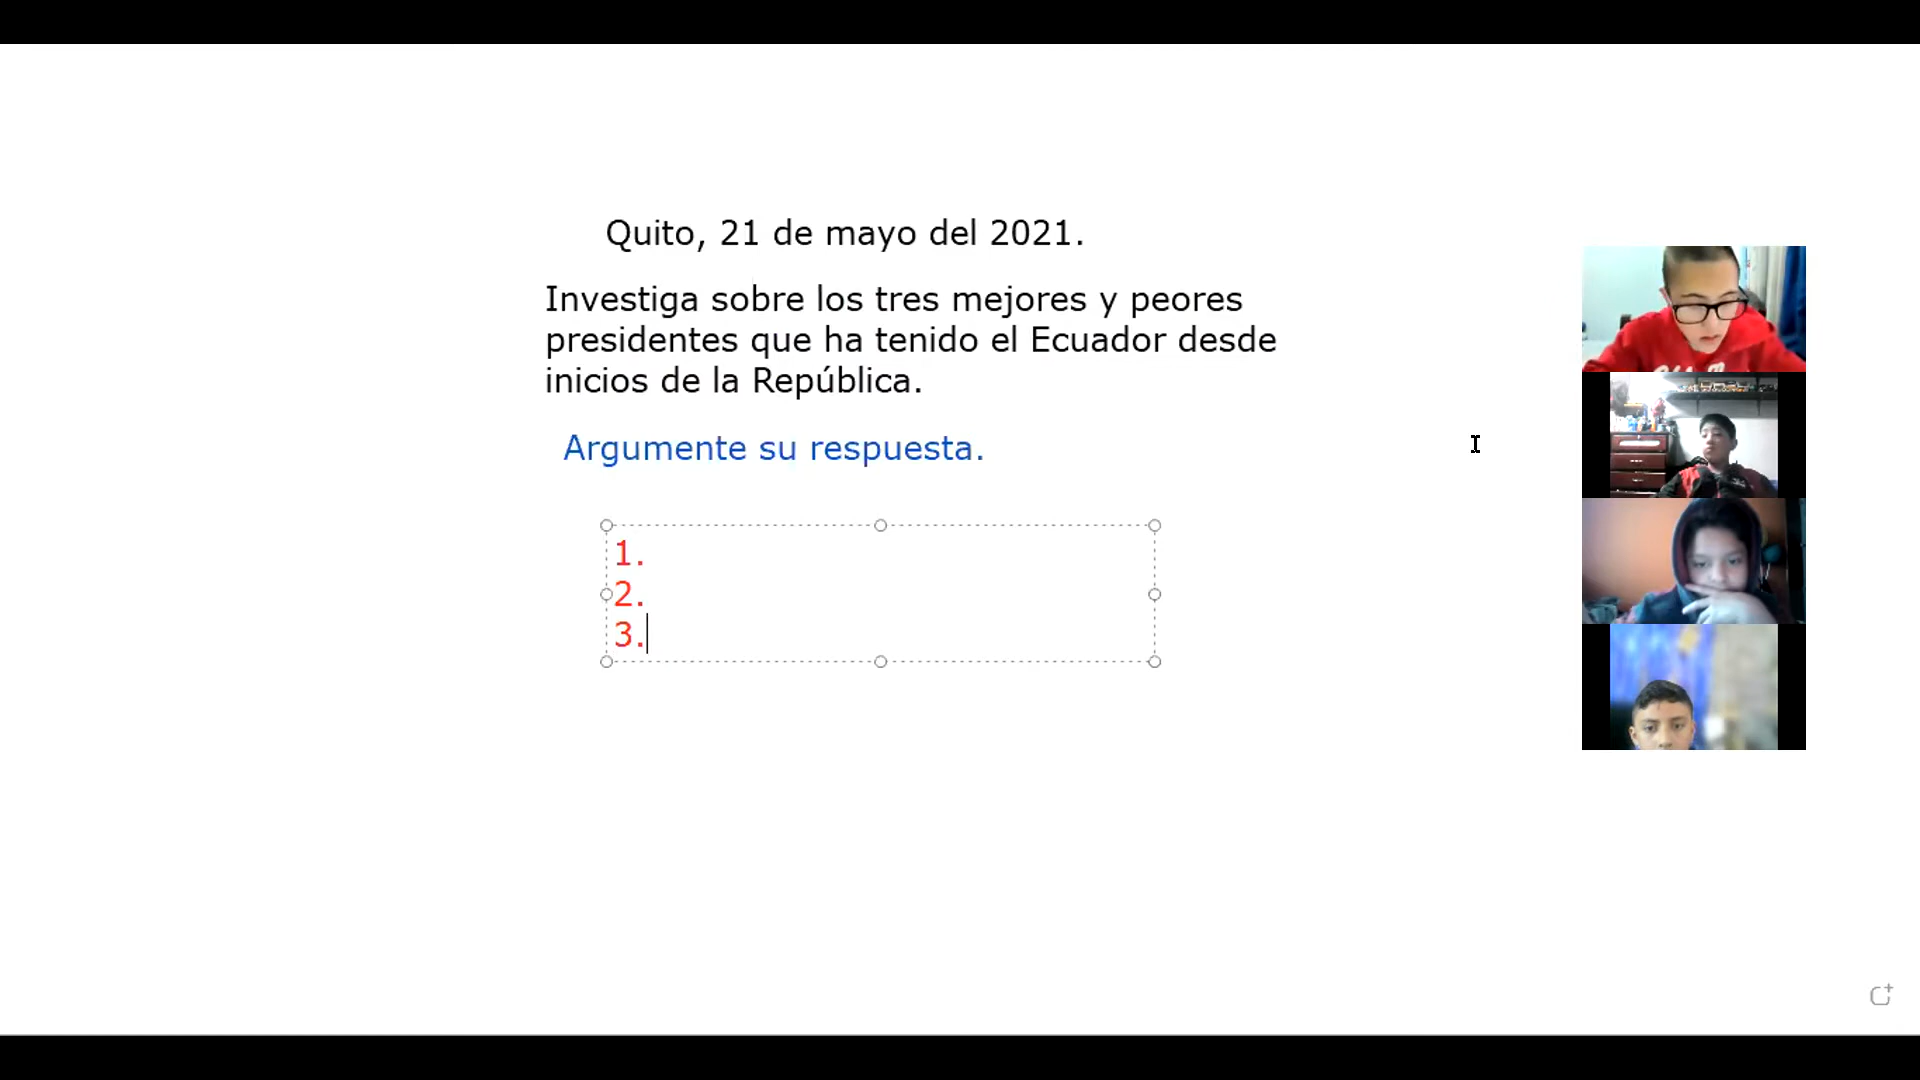 Quito, 21 de mayo del 2021.
Investiga sobre los tres mejores y peores
presidentes que ha tenido el Ecuador desde
inicios de la República.
Argumente su respuesta.
1.
2.
3.